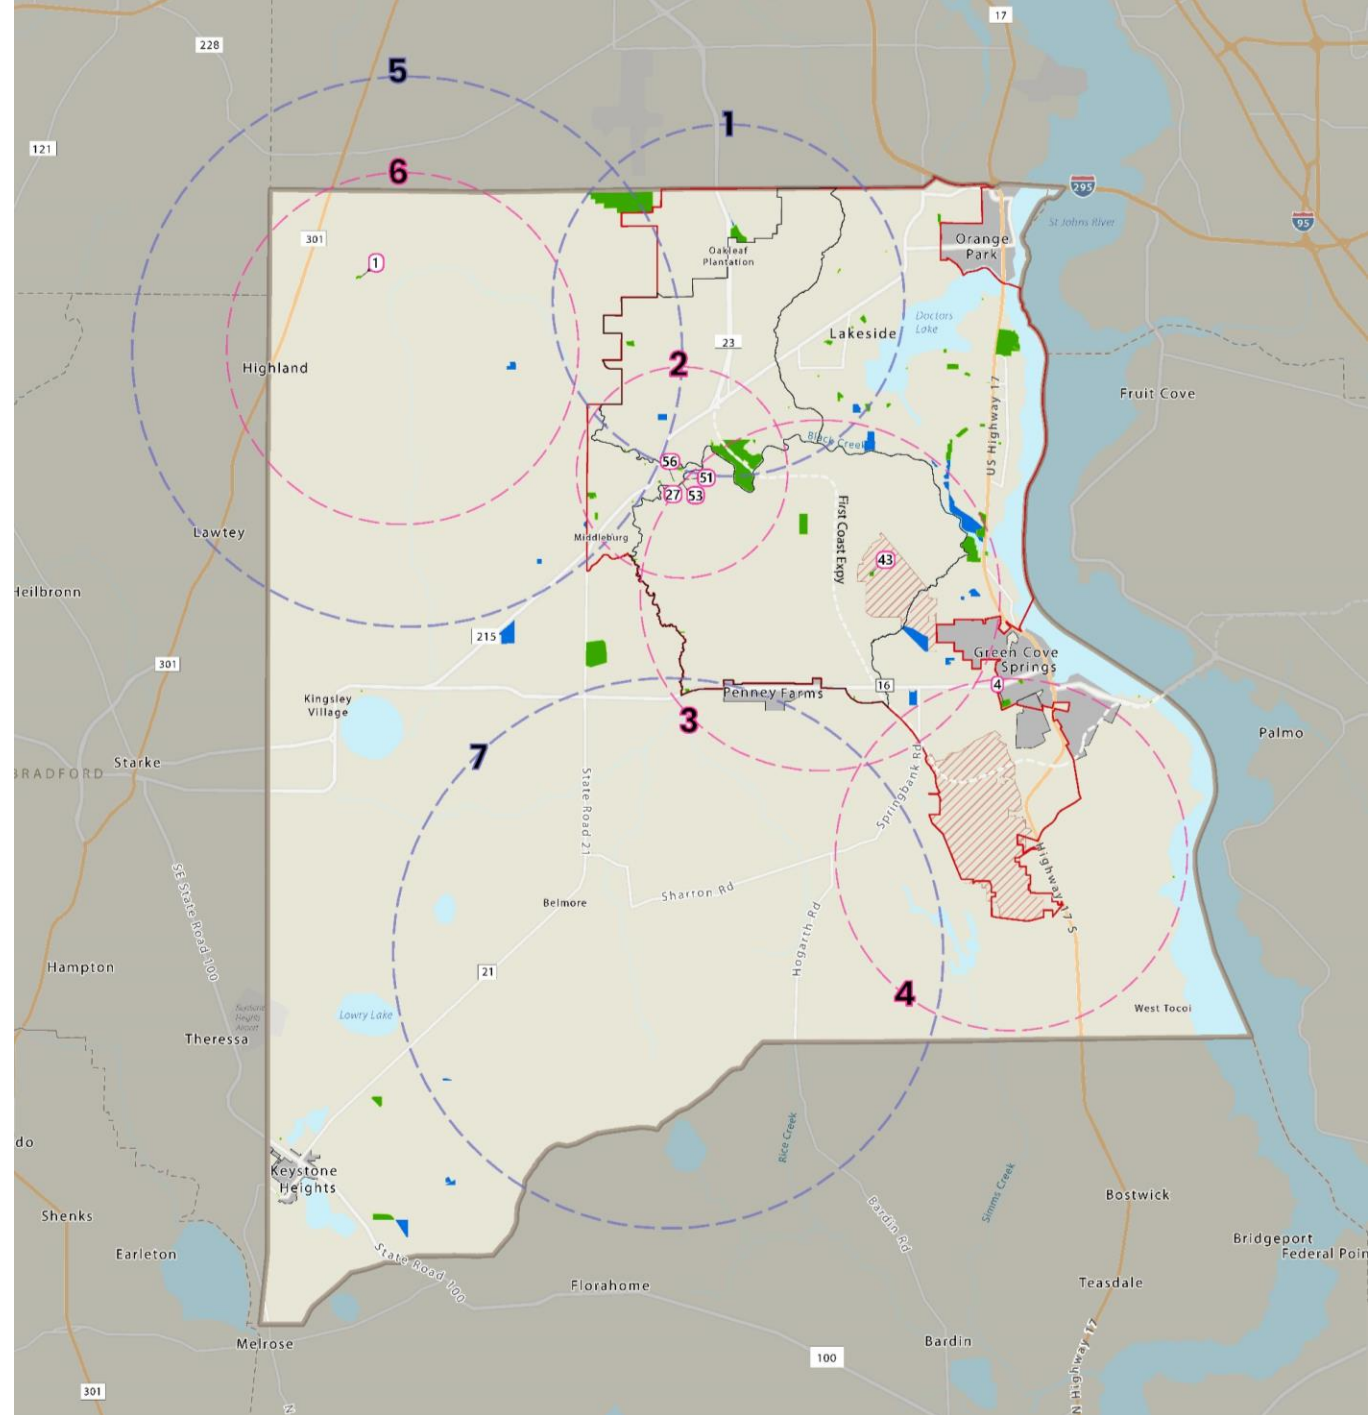 17
228
5
1
121
6
295
St Johns River
95
301
1
Oakleaf
Plantation
Orange
Park
Doctors
Lake
Lakeside
23
Highland
2
US Highway 17
Fruit Cove
Black Creek
56
51
27
53
First Coast Expy
Lawtey
Middleburg
43
Heilbronn
215
301
Green Cove
Springs
16
4
Kingsley
Village
Penney Farms
3
7
Palmo
Starke
BRADFORD
State Road 21
Springbank Rd
SE State Road 100
Sharron Rd
Highway 17 S
Belmore
Hogarth Rd
Hampton
21
4
West Tocoi
Lowry Lake
Keystone
Heights
Airport
Theressa
do
Rice Creek
Simms Creek
Keystone
Heights
Bostwick
Shenks
Bardin Rd
Bridgeport
Federal Poin
Earleton
State Road 100
Florahome
Teasdale
Melrose
Bardin
100
N Highway 17
301
N